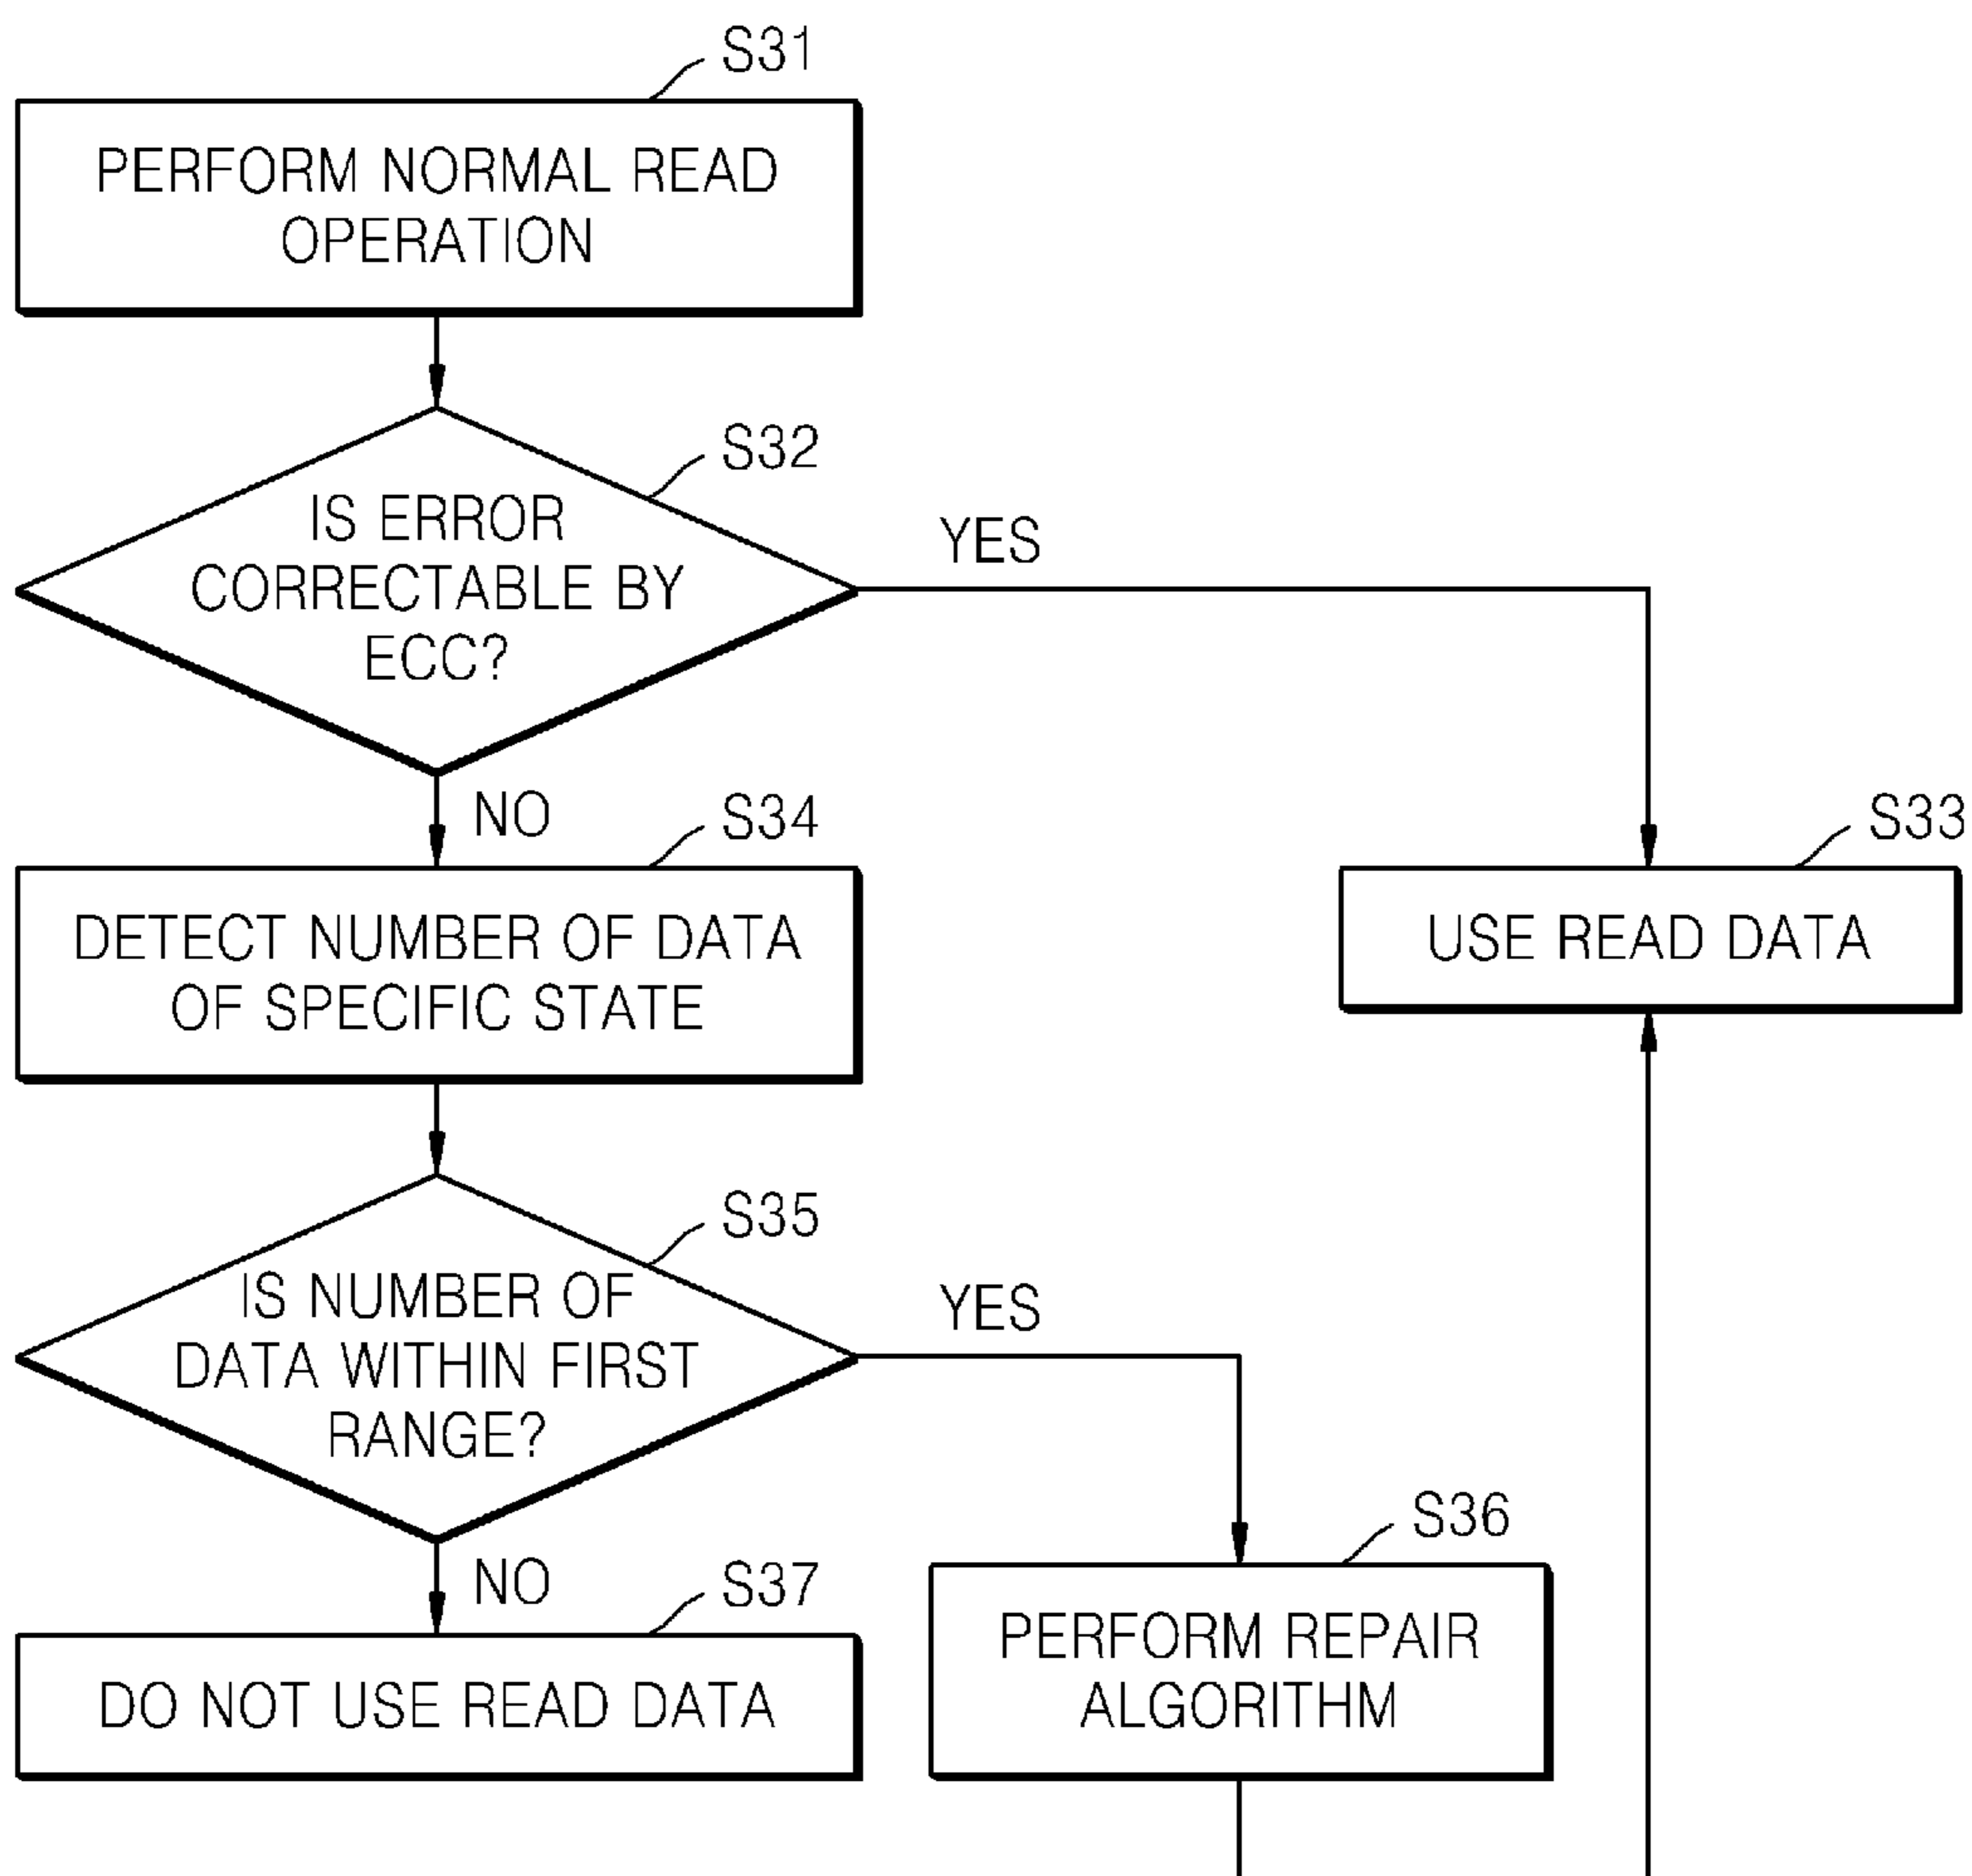 S31
PERFORM NORMAL READ
OPERATION
S32
IS ERROR
CORRECTABLE BY
ECC?
YES
NO
S34
DETECT NUMBER OF DATA
OF SPECIFIC STATE
S33
USE READ DATA
S35
IS NUMBER OF
DATA WITHIN FIRST
RANGE?
YES
NO
S36
PERFORM REPAIR
ALGORITHM
S37
DO NOT USE READ DATA